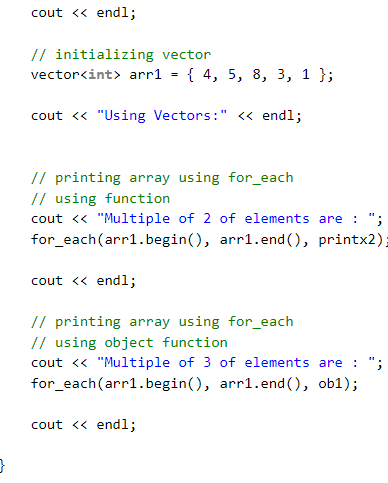 cout << endl;
// initializing vector
vector<int> arr1 = { 4, 5, 8, 3, 1 };
cout << "Using Vectors:" << endl;
// printing array using for_each
// using function
cout << "Multiple of 2 of elements are : ";
for_each(arr1.begin(), arr1.end(), printx2);
cout << endl;
// printing array using for_each
// using object function
cout << "Multiple of 3 of elements are : ";
for_each(arr1.begin(), arr1.end(), ob1);
cout << endl;
}